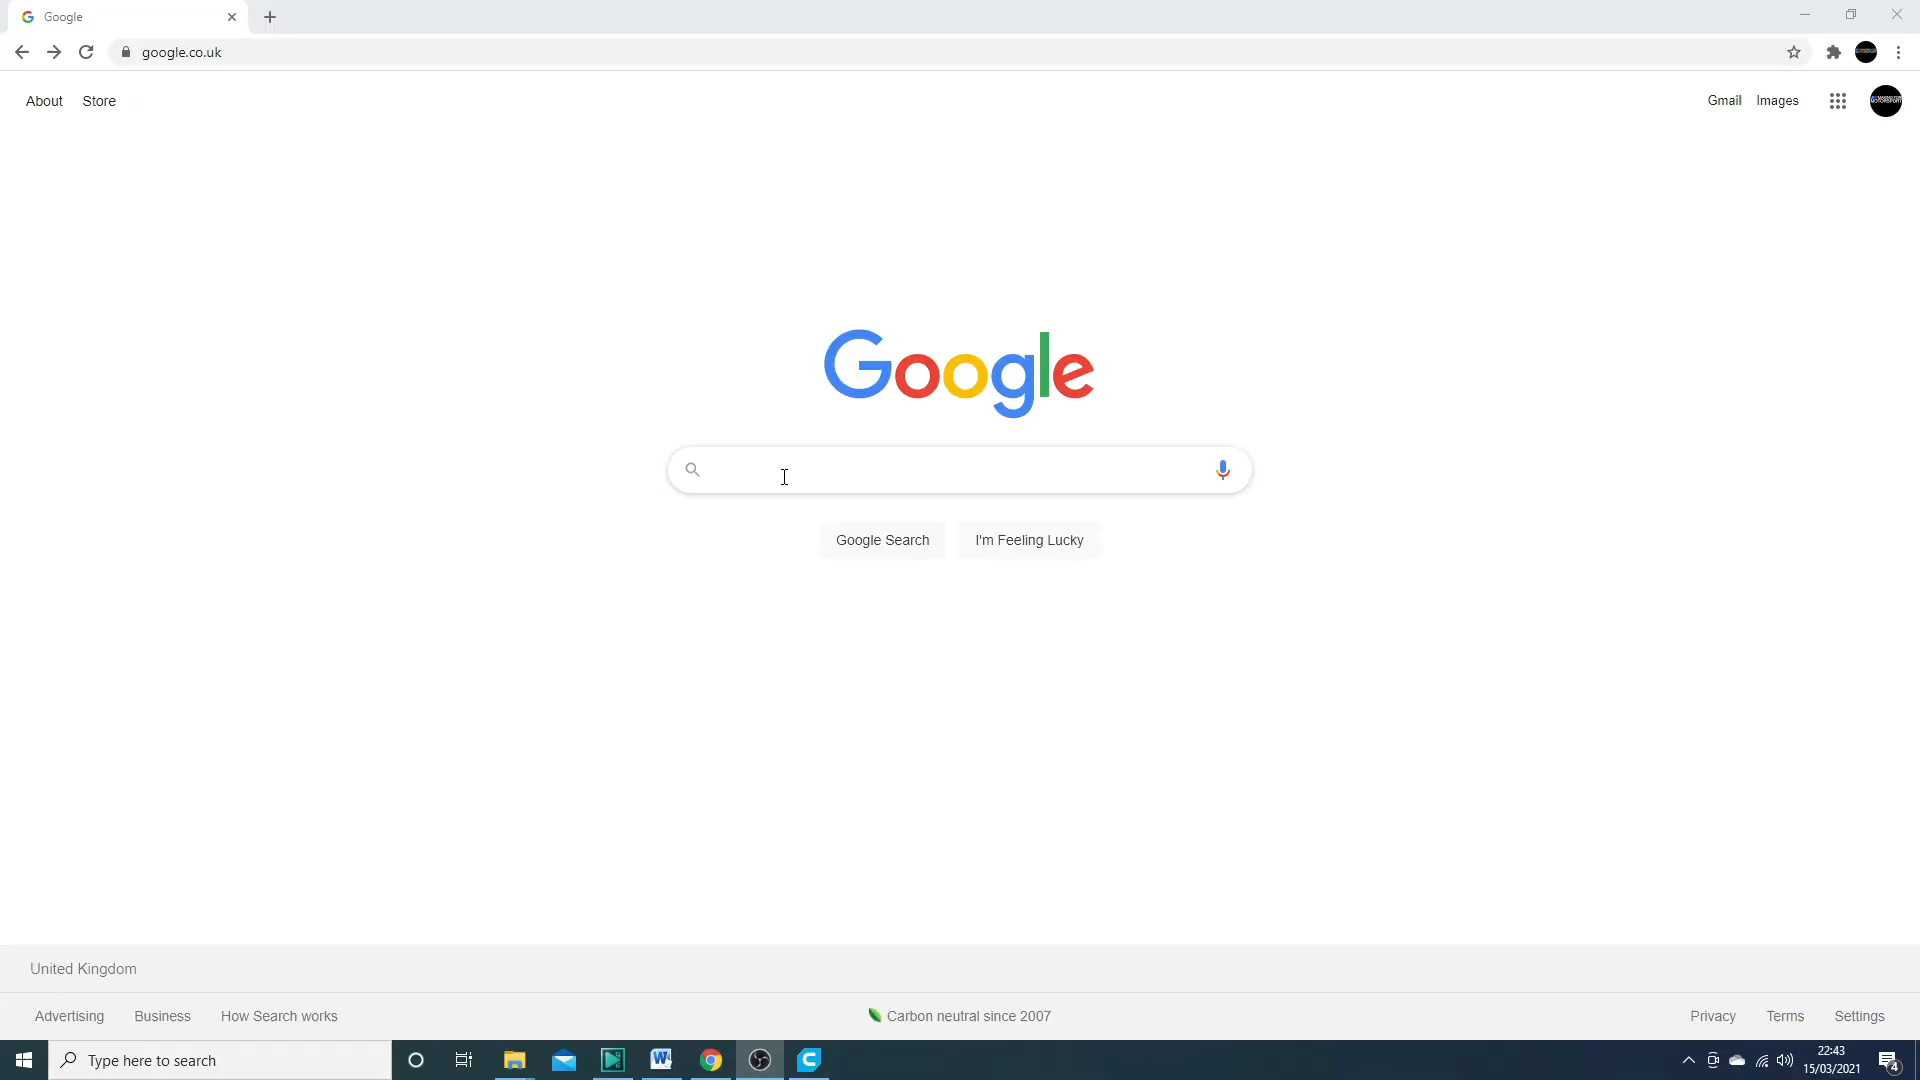 Google
google.co.uk
About Store
Gmail Images
Google
Google Search I'm Feeling Lucky
United Kingdom
Advertising Business How Search works
Carbon neutral since 2007
Privacy Terms Settings
Type here to search
22:43
15/03/2021
4